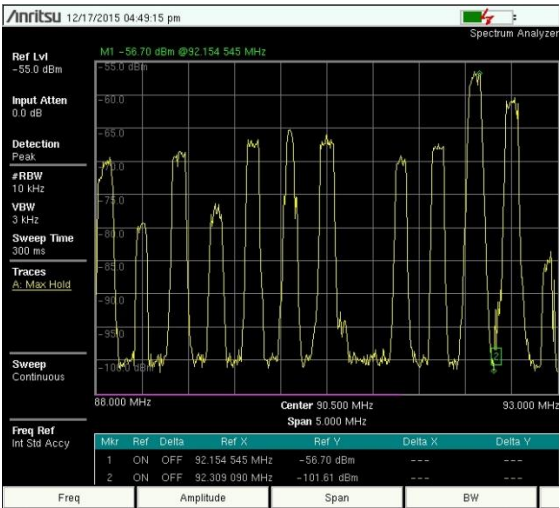 Anritsu 12/17/2015 04:49:15 pm
Spectrum Analyzer
M1 -56.70 dBm @92.154 545 MHz
Ref Lvl
-55.0 dBm
Input Atten
0.0 dB
Detection
Peak
#RBW
10 kHz
VBW
3 kHz
Sweep Time
300 ms
Traces
A: Max Hold
Sweep
Continuous
Freq Ref
Int Std Accy
-55.0 dBm
-60.0
-65.0
-70.0
-75.0
-80.0
-85.0
-90.0
-95.0
-100.0 dBm
2
88.000 MHz Center 90.500 MHz 93.000 MHz
Span 5.000 MHz
Mkr Ref Delta Ref X Ref Y Delta X Delta Y
1 ON OFF 92.154 545 MHz -56.70 dBm --- ---
2 ON OFF 92.309 090 MHz -101.61 dBm --- ---
Freq Amplitude Span BW